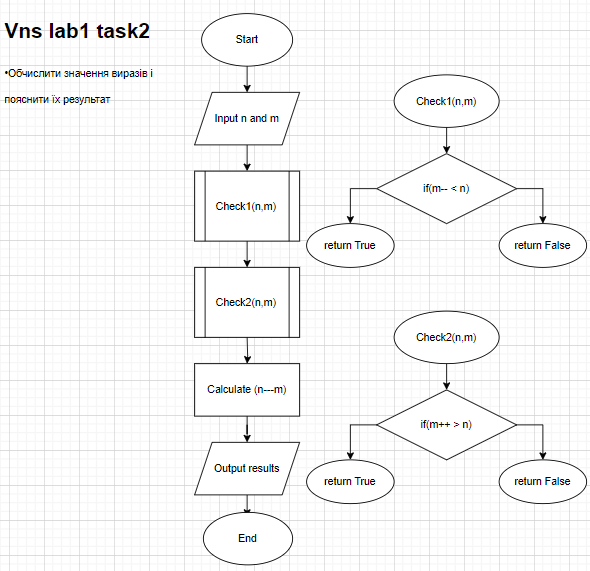 Vns lab1 task2
•Обчислити значення виразів і
пояснити їх результат
Start
Input n and m
Check1(n,m)
Check2(n,m)
Calculate (n---m)
Output results
End
Check1(n,m)
if(m-- < n)
return True
return False
Check2(n,m)
if(m++ > n)
return True
return False